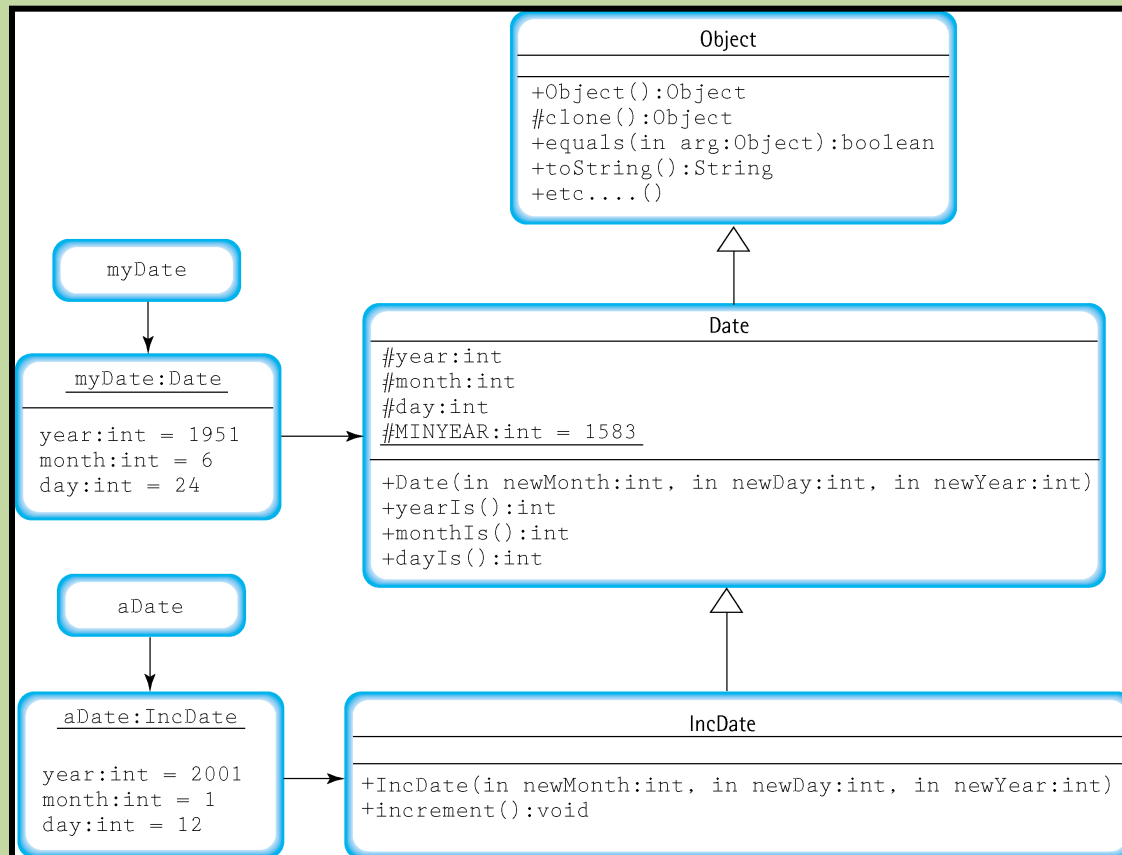 Object
+Object():Object
#clone():Object
+equals(in arg:Object):boolean
+toString():String
+etc....()
myDate
myDate:Date
year:int = 1951
month:int = 6
day:int = 24
Date
#year:int
#month:int
#day:int
#MINYEAR:int = 1583
+Date(in newMonth:int, in newDay:int, in newYear:int)
+yearIs():int
+monthIs():int
+dayIs():int
aDate
aDate:IncDate
year:int = 2001
month:int = 1
day:int = 12
IncDate
+IncDate(in newMonth:int, in newDay:int, in newYear:int)
+increment():void